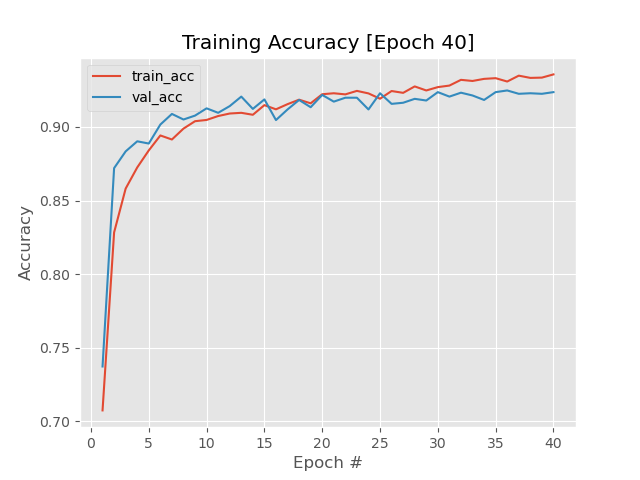 Training Accuracy [Epoch 40]
train_acc
val_acc
0.90
0.85
0.80
0.75
0.70
Accuracy
0 5 10 15 20 25 30 35 40
Epoch #